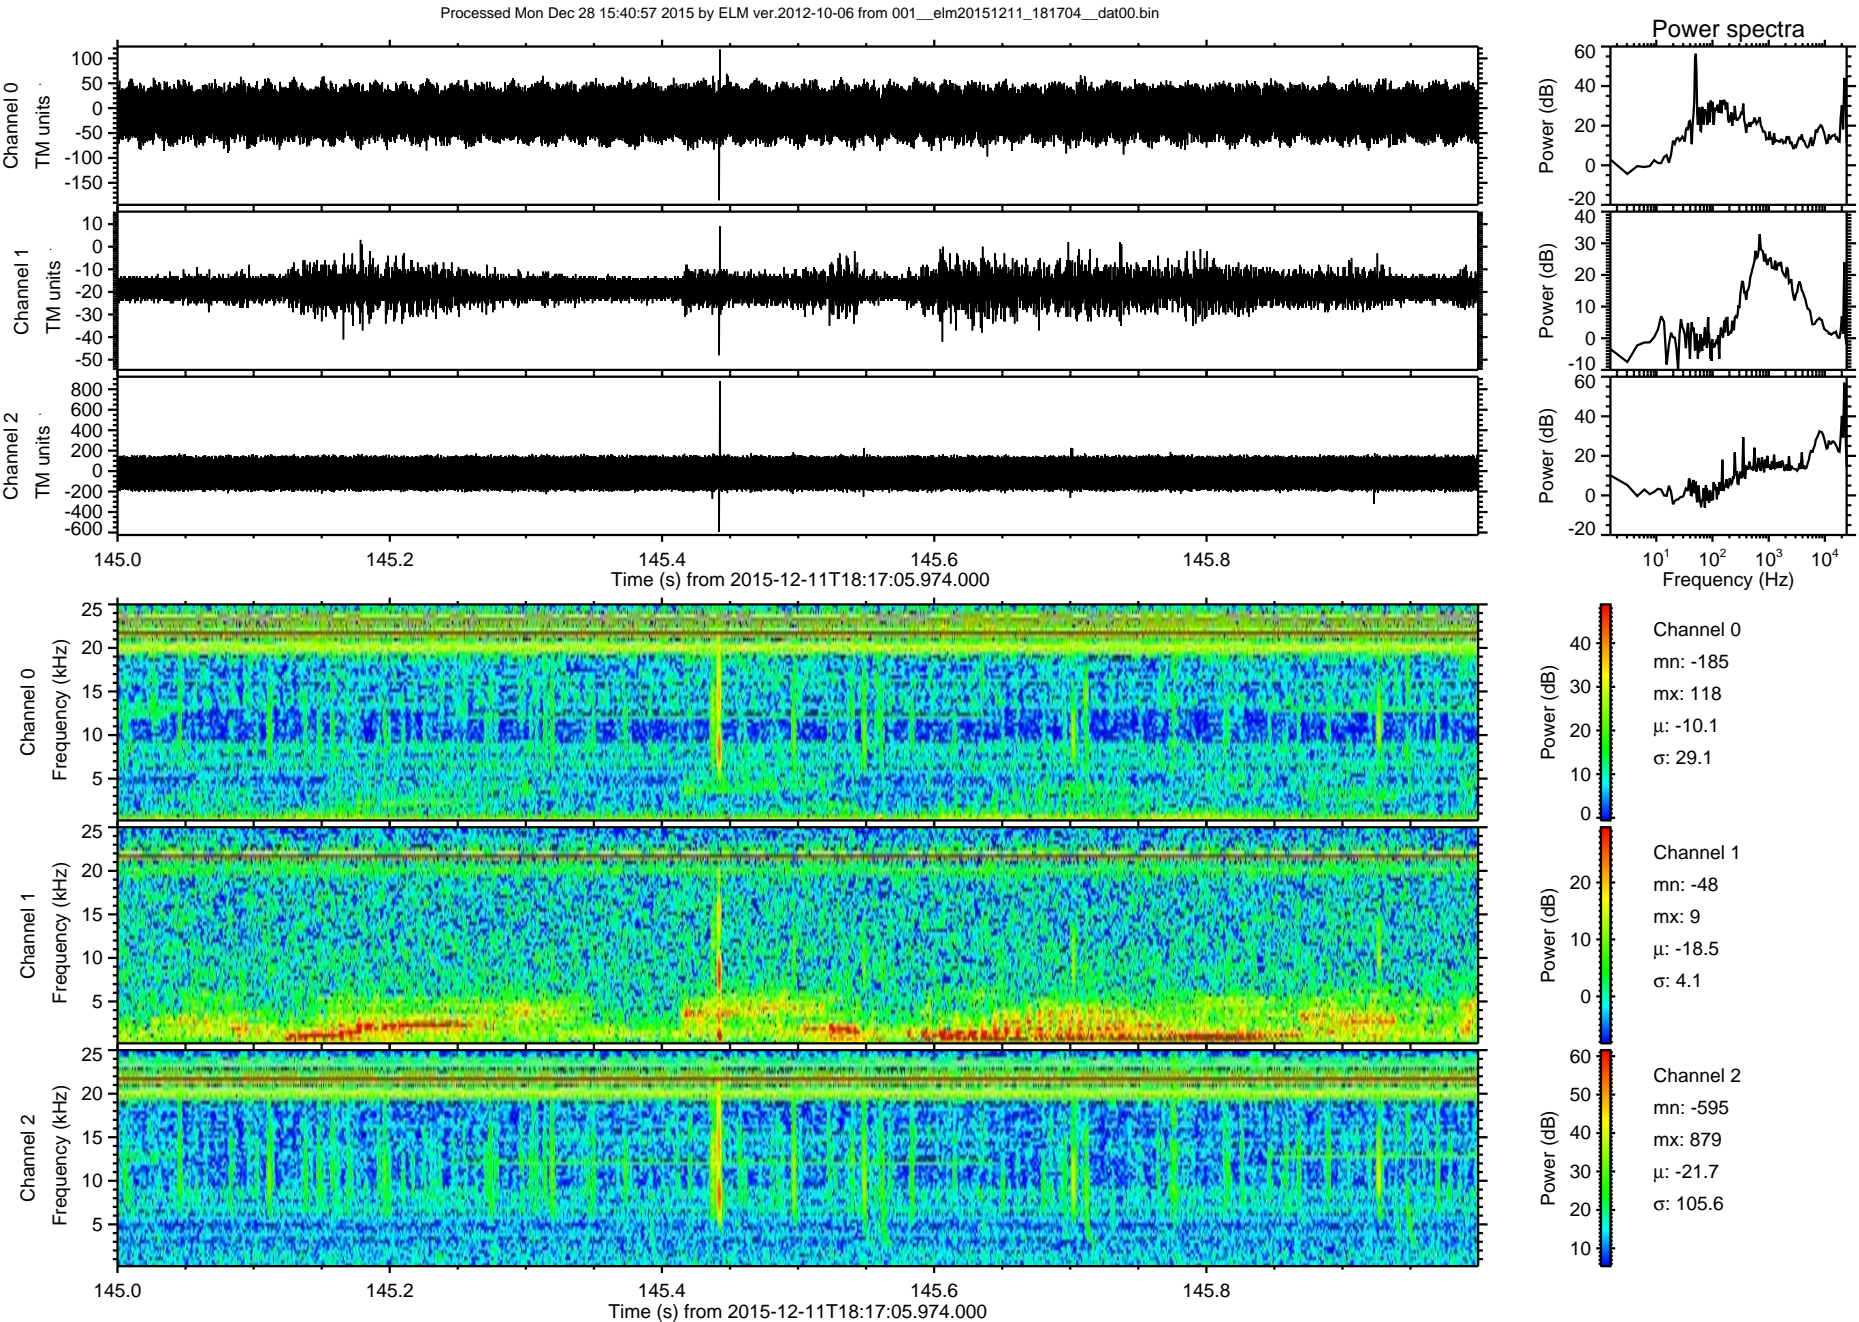 Processed Mon Dec 28 15:40:57 2015 by ELM ver.2012-10-06 from 001__elm20151211_181704__dat00.bin
Power spectra
Channel 0
TM units
100
50
0
-50
-100
-150
Power (dB)
60
40
20
0
-20
Channel 1
TM units
10
0
-10
-20
-30
-40
-50
Power (dB)
40
30
20
10
0
-10
Channel 2
TM units
800
600
400
200
0
-200
-400
-600
Power (dB)
60
40
20
0
-20
145.0 145.2 145.4 145.6 145.8
Time (s) from 2015-12-11T18:17:05.974.000
10^1 10^2 10^3 10^4
Frequency (Hz)
Channel 0
Frequency (kHz)
25
20
15
10
5
Power (dB)
40
30
20
10
0
Channel 0
mn: -185
mx: 118
μ: -10.1
σ: 29.1
Channel 1
Frequency (kHz)
25
20
15
10
5
Power (dB)
20
10
0
Channel 1
mn: -48
mx: 9
μ: -18.5
σ: 4.1
Channel 2
Frequency (kHz)
25
20
15
10
5
Power (dB)
60
50
40
30
20
10
Channel 2
mn: -595
mx: 879
μ: -21.7
σ: 105.6
145.0 145.2 145.4 145.6 145.8
Time (s) from 2015-12-11T18:17:05.974.000